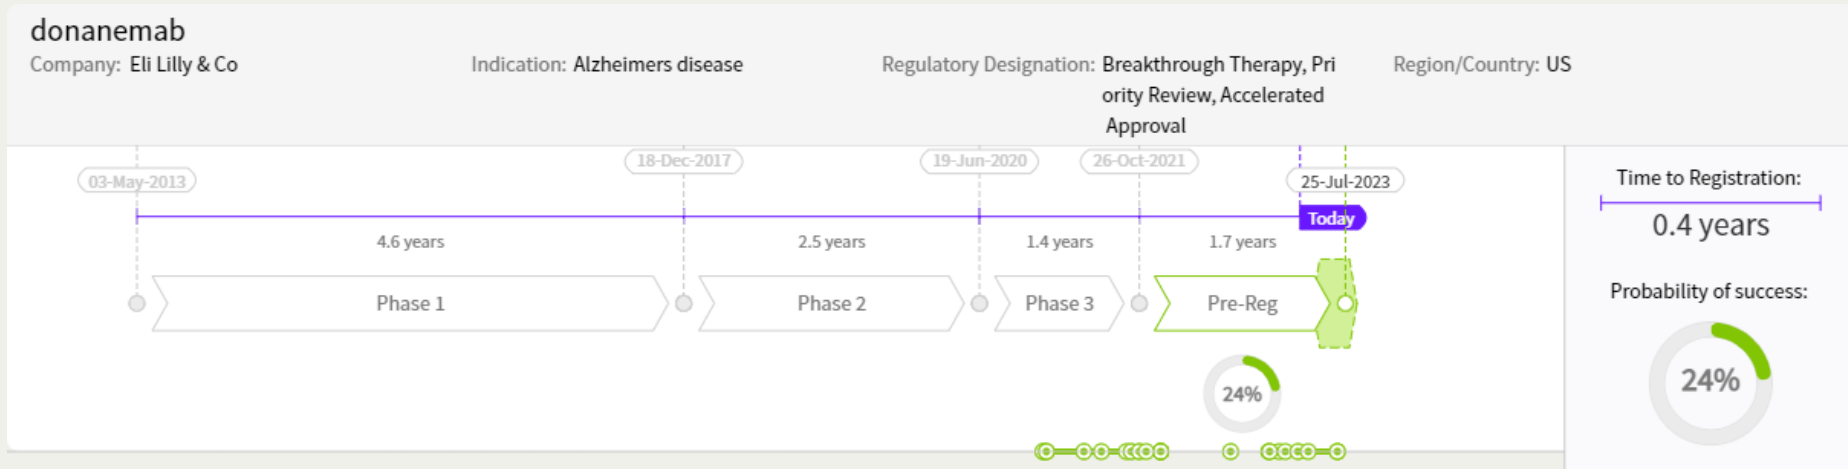 donanemab
Company: Eli Lilly & Co
Indication: Alzheimers disease
Regulatory Designation: Breakthrough Therapy, Pri
ority Review, Accelerated
Approval
Region/Country: US
03-May-2013
18-Dec-2017
19-Jun-2020
26-Oct-2021
25-Jul-2023
Today
4.6 years
2.5 years
1.4 years
1.7 years
Phase 1
Phase 2
Phase 3
Pre-Reg
24%
Time to Registration:
0.4 years
Probability of success:
24%